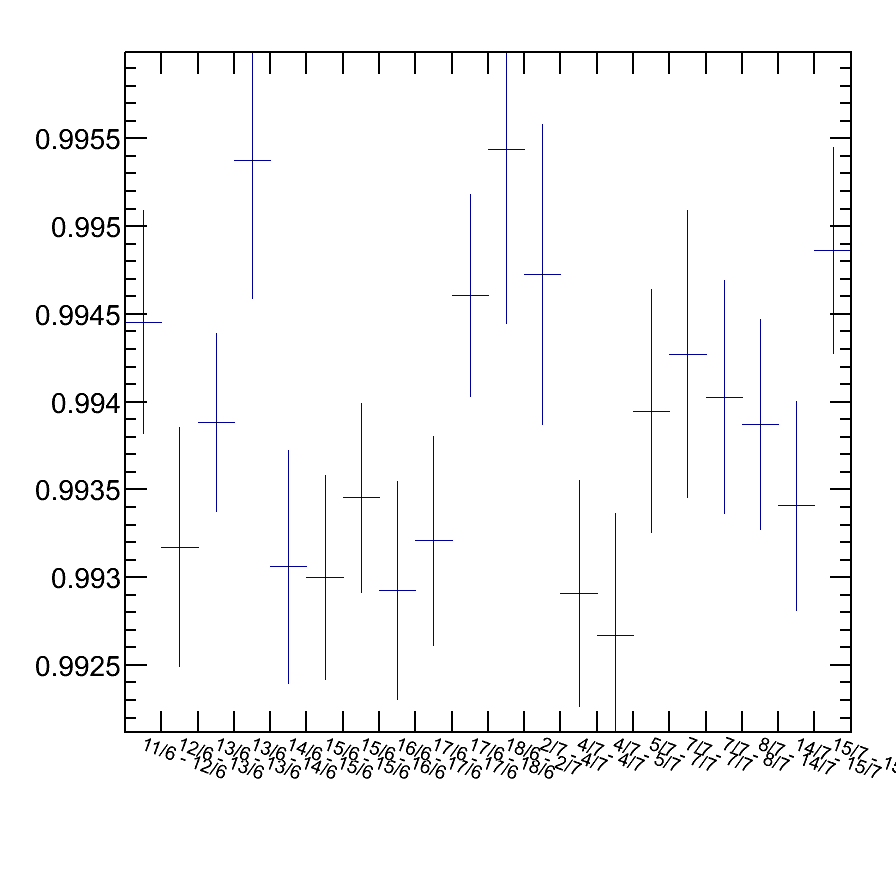 0.9955
0.995
0.9945
0.994
0.9935
0.993
0.9925
11/6 - 12/6
12/6 - 13/6
13/6 - 13/6
13/6 - 14/6
14/6 - 15/6
15/6 - 15/6
15/6 - 16/6
16/6 - 17/6
17/6 - 17/6
17/6 - 18/6
18/6 - 2/7
2/7 - 4/7
4/7 - 4/7
4/7 - 5/7
5/7 - 7/7
7/7 - 7/7
7/7 - 8/7
8/7 - 14/7
14/7 - 15/7
15/7 -